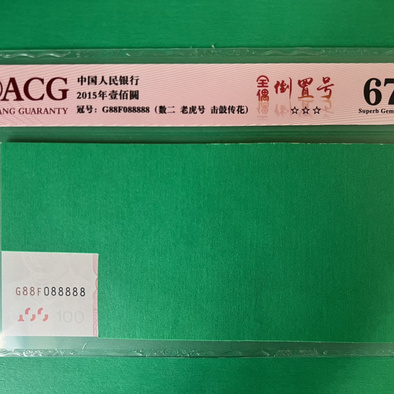 ACG
ANG GUARANTY
中国人民银行
2015年壹佰圆
冠号：G88F088888（数二 老虎号 击鼓传花）
全偶
倒置号
☆☆☆
67
Superb Gem
G88F088888
100